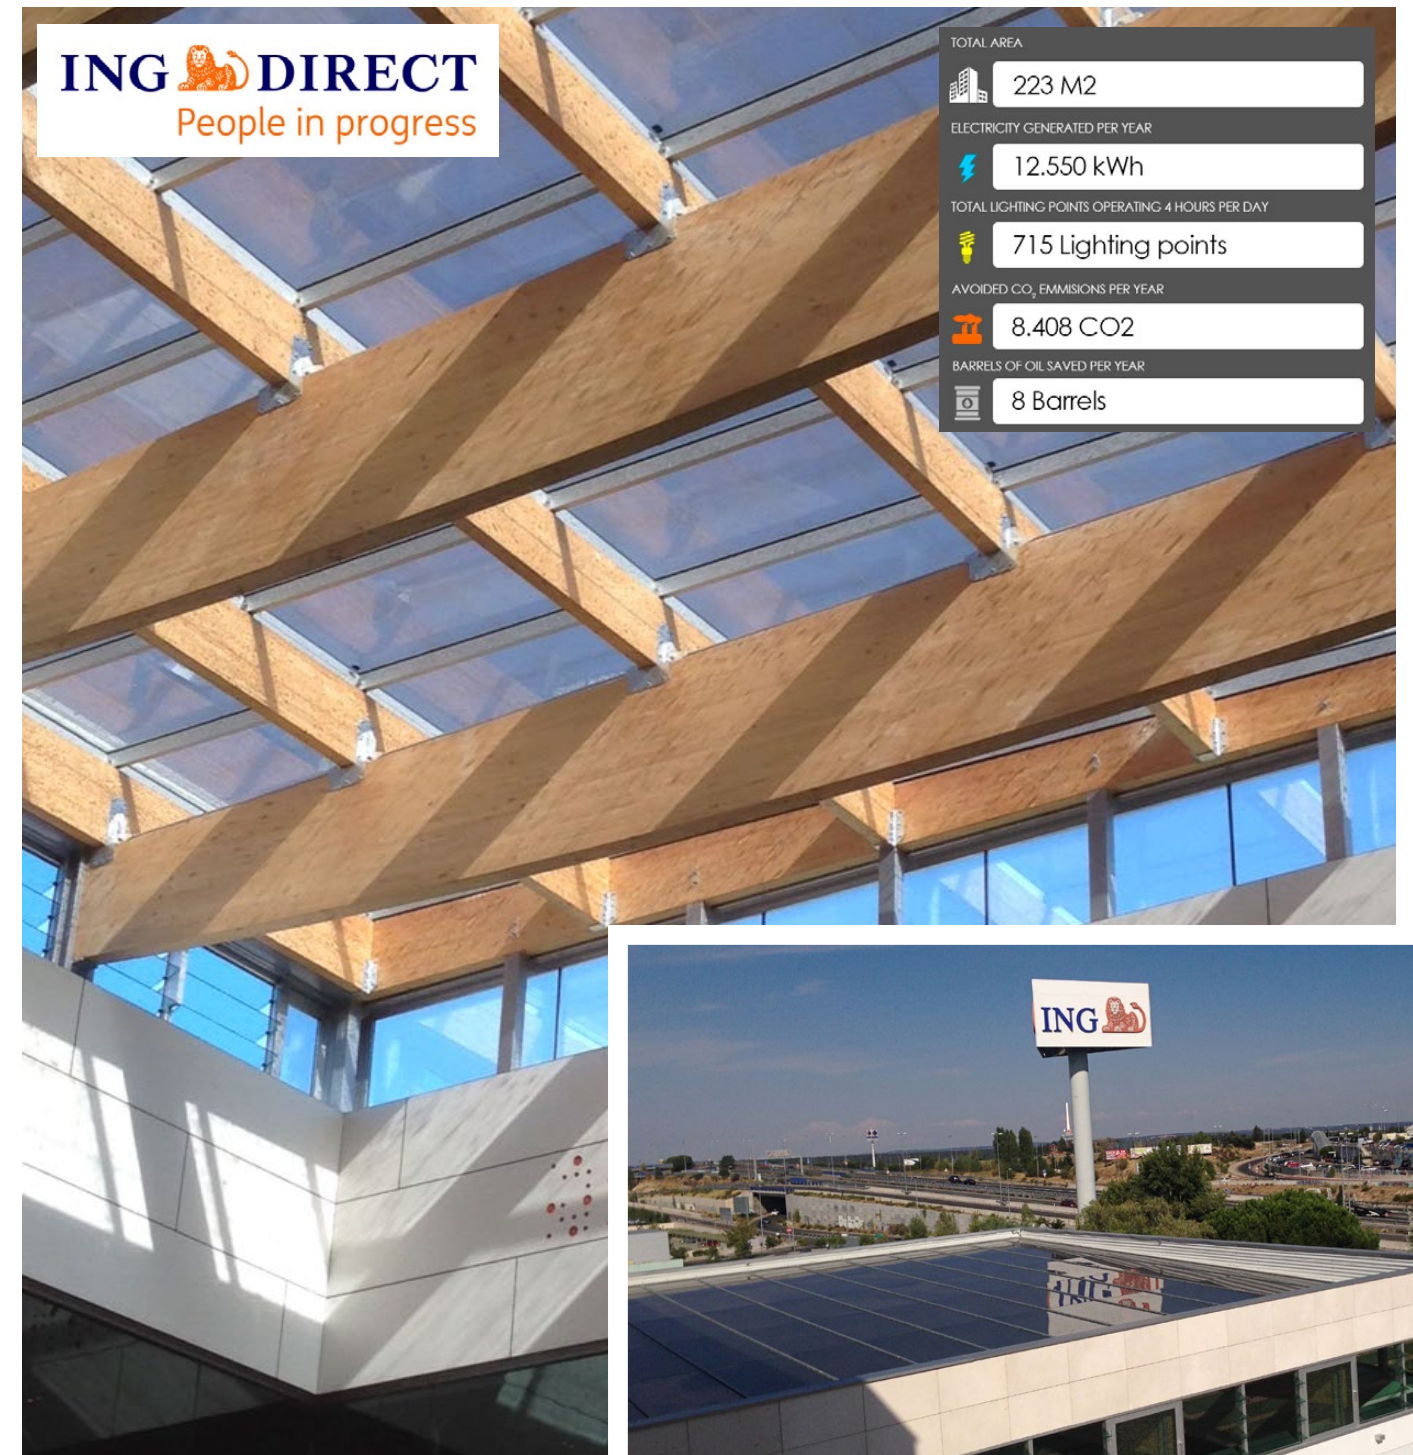 ING DIRECT
People in progress
TOTAL AREA
223 M2
ELECTRICITY GENERATED PER YEAR
12.550 kWh
TOTAL LIGHTING POINTS OPERATING 4 HOURS PER DAY
715 Lighting points
AVOIDED CO₂ EMMISIONS PER YEAR
8.408 CO2
BARRELS OF OIL SAVED PER YEAR
8 Barrels
ING